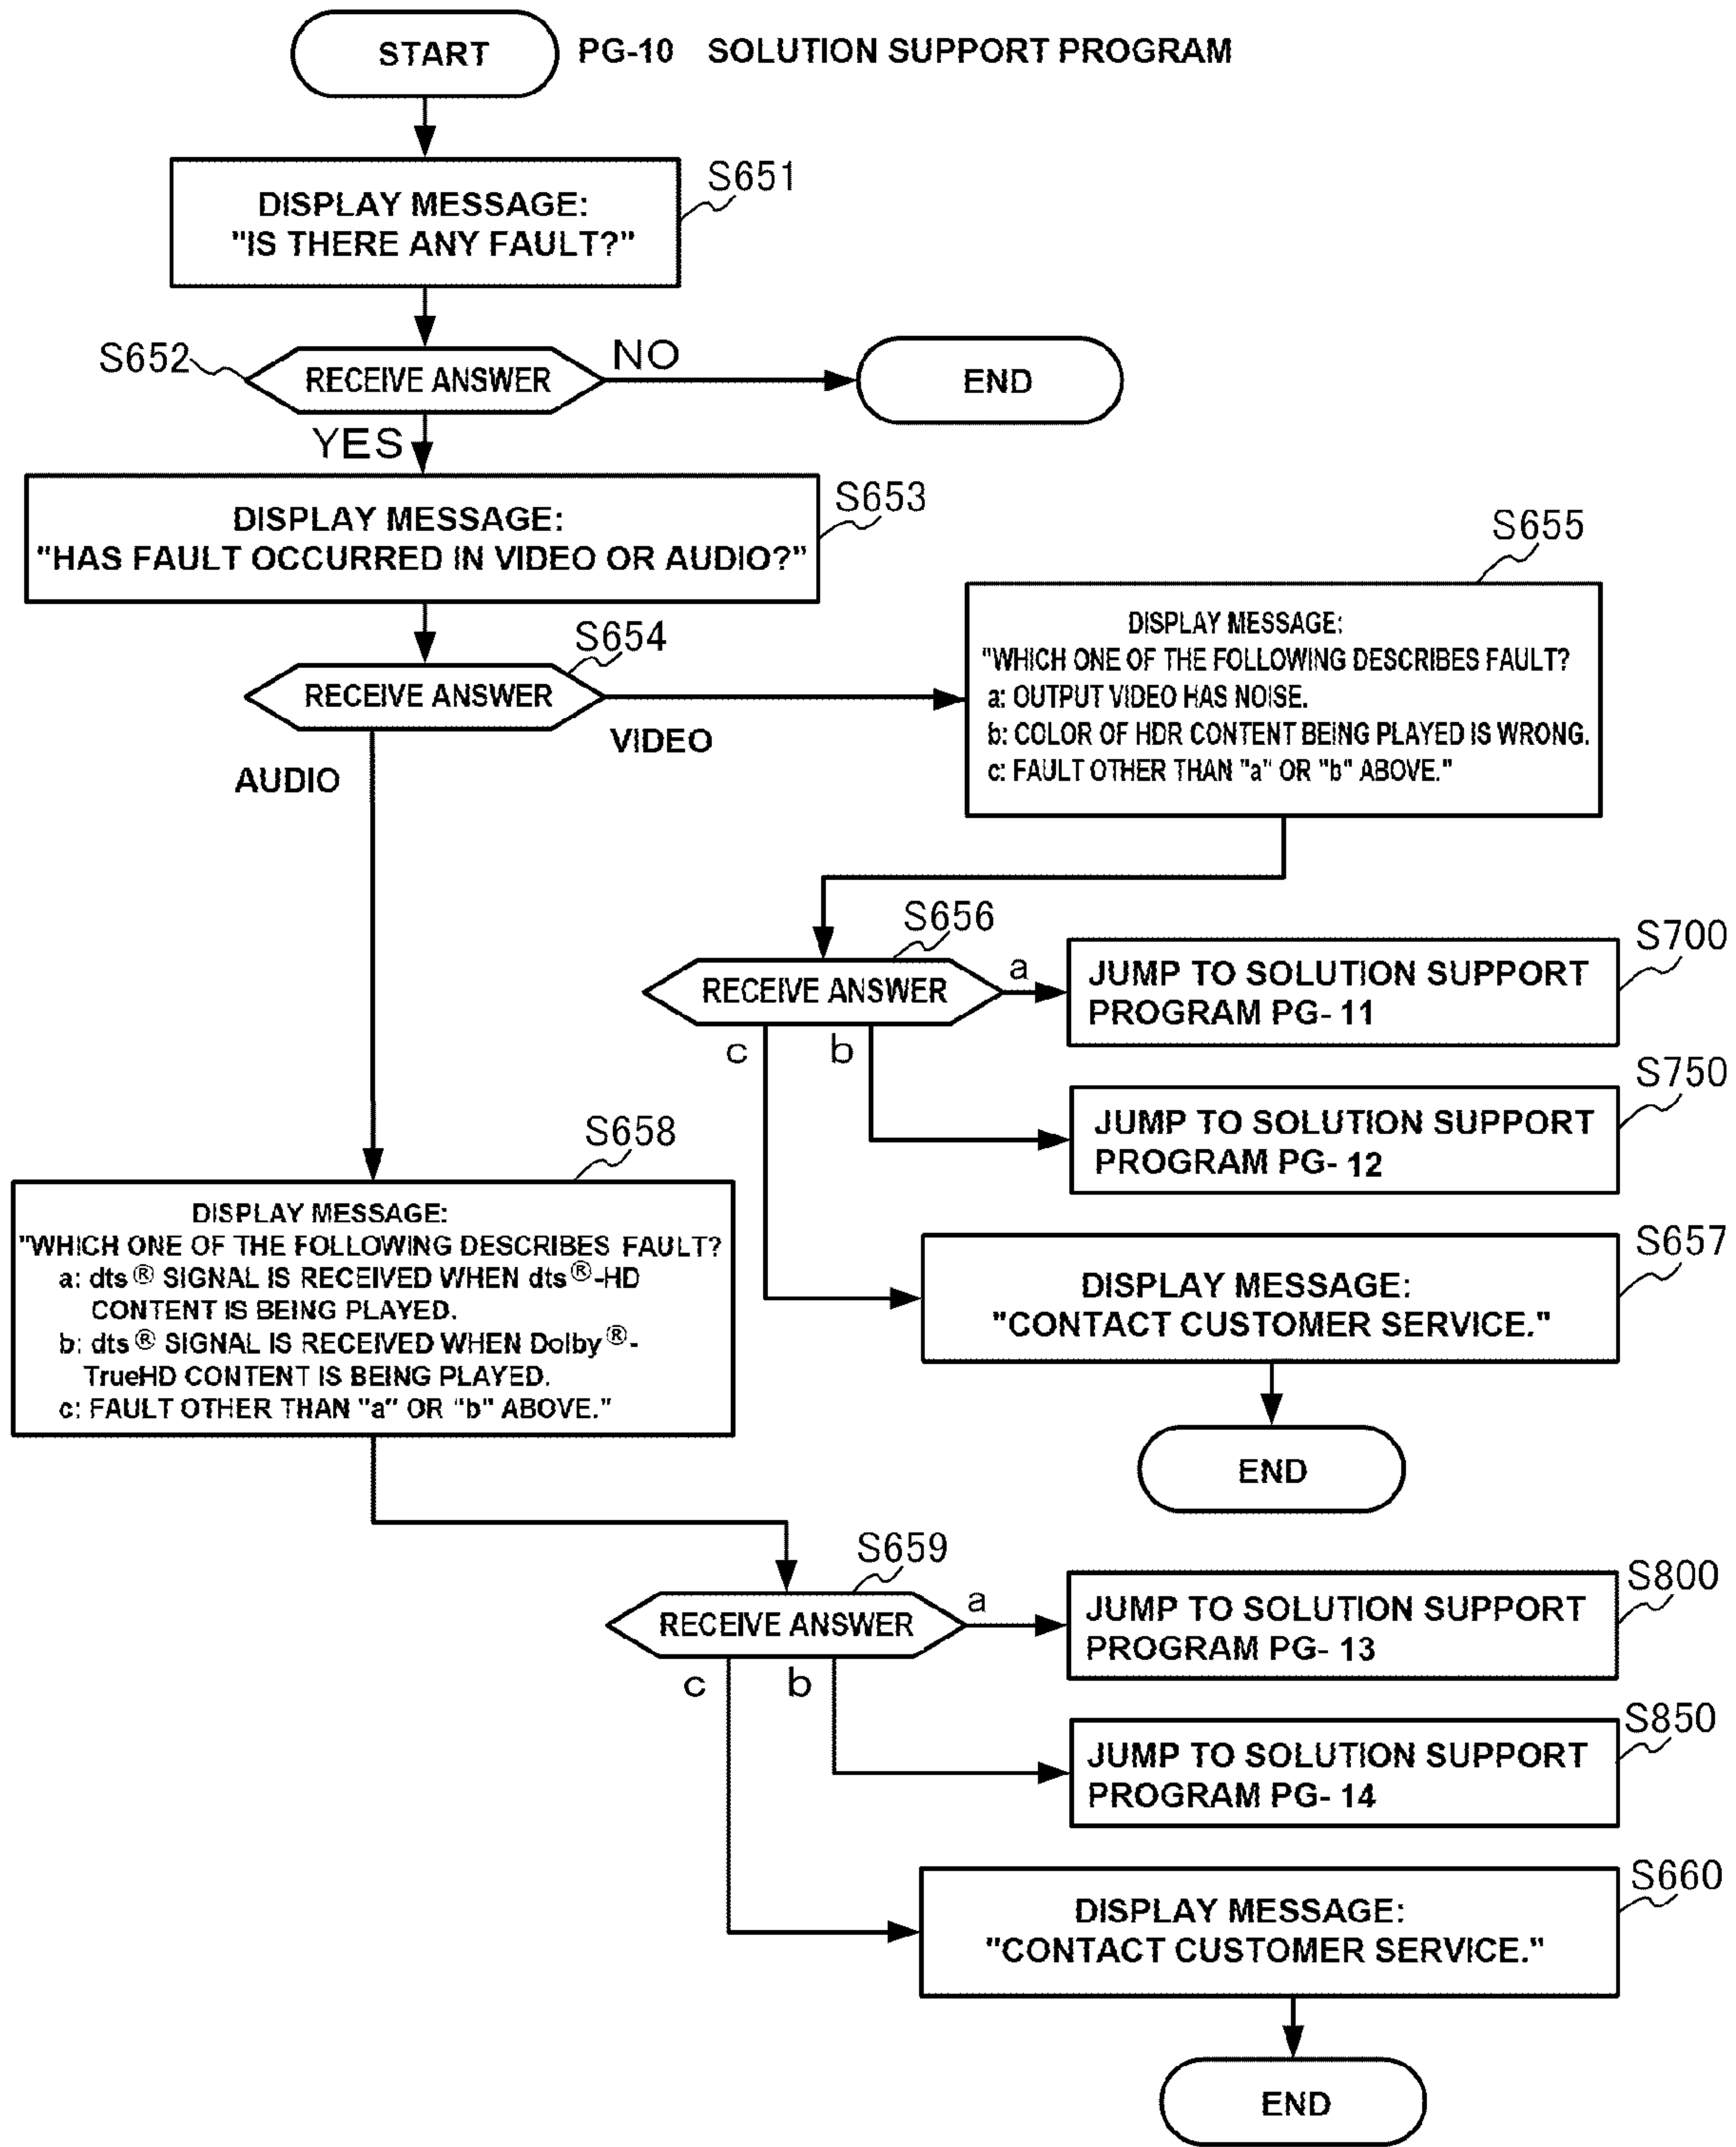 START
PG-10 SOLUTION SUPPORT PROGRAM
S651
DISPLAY MESSAGE:
"IS THERE ANY FAULT?"
S652
RECEIVE ANSWER
NO
END
YES
S653
DISPLAY MESSAGE:
"HAS FAULT OCCURRED IN VIDEO OR AUDIO?"
S654
RECEIVE ANSWER
VIDEO
AUDIO
S655
DISPLAY MESSAGE:
"WHICH ONE OF THE FOLLOWING DESCRIBES FAULT?
a: OUTPUT VIDEO HAS NOISE.
b: COLOR OF HDR CONTENT BEING PLAYED IS WRONG.
c: FAULT OTHER THAN "a" OR "b" ABOVE."
S656
RECEIVE ANSWER
a
b
c
S700
JUMP TO SOLUTION SUPPORT
PROGRAM PG- 11
S750
JUMP TO SOLUTION SUPPORT
PROGRAM PG- 12
S657
DISPLAY MESSAGE:
"CONTACT CUSTOMER SERVICE."
END
S658
DISPLAY MESSAGE:
"WHICH ONE OF THE FOLLOWING DESCRIBES FAULT?
a: dts® SIGNAL IS RECEIVED WHEN dts®-HD
CONTENT IS BEING PLAYED.
b: dts® SIGNAL IS RECEIVED WHEN Dolby®-
TrueHD CONTENT IS BEING PLAYED.
c: FAULT OTHER THAN "a" OR "b" ABOVE."
S659
RECEIVE ANSWER
a
b
c
S800
JUMP TO SOLUTION SUPPORT
PROGRAM PG- 13
S850
JUMP TO SOLUTION SUPPORT
PROGRAM PG- 14
S660
DISPLAY MESSAGE:
"CONTACT CUSTOMER SERVICE."
END